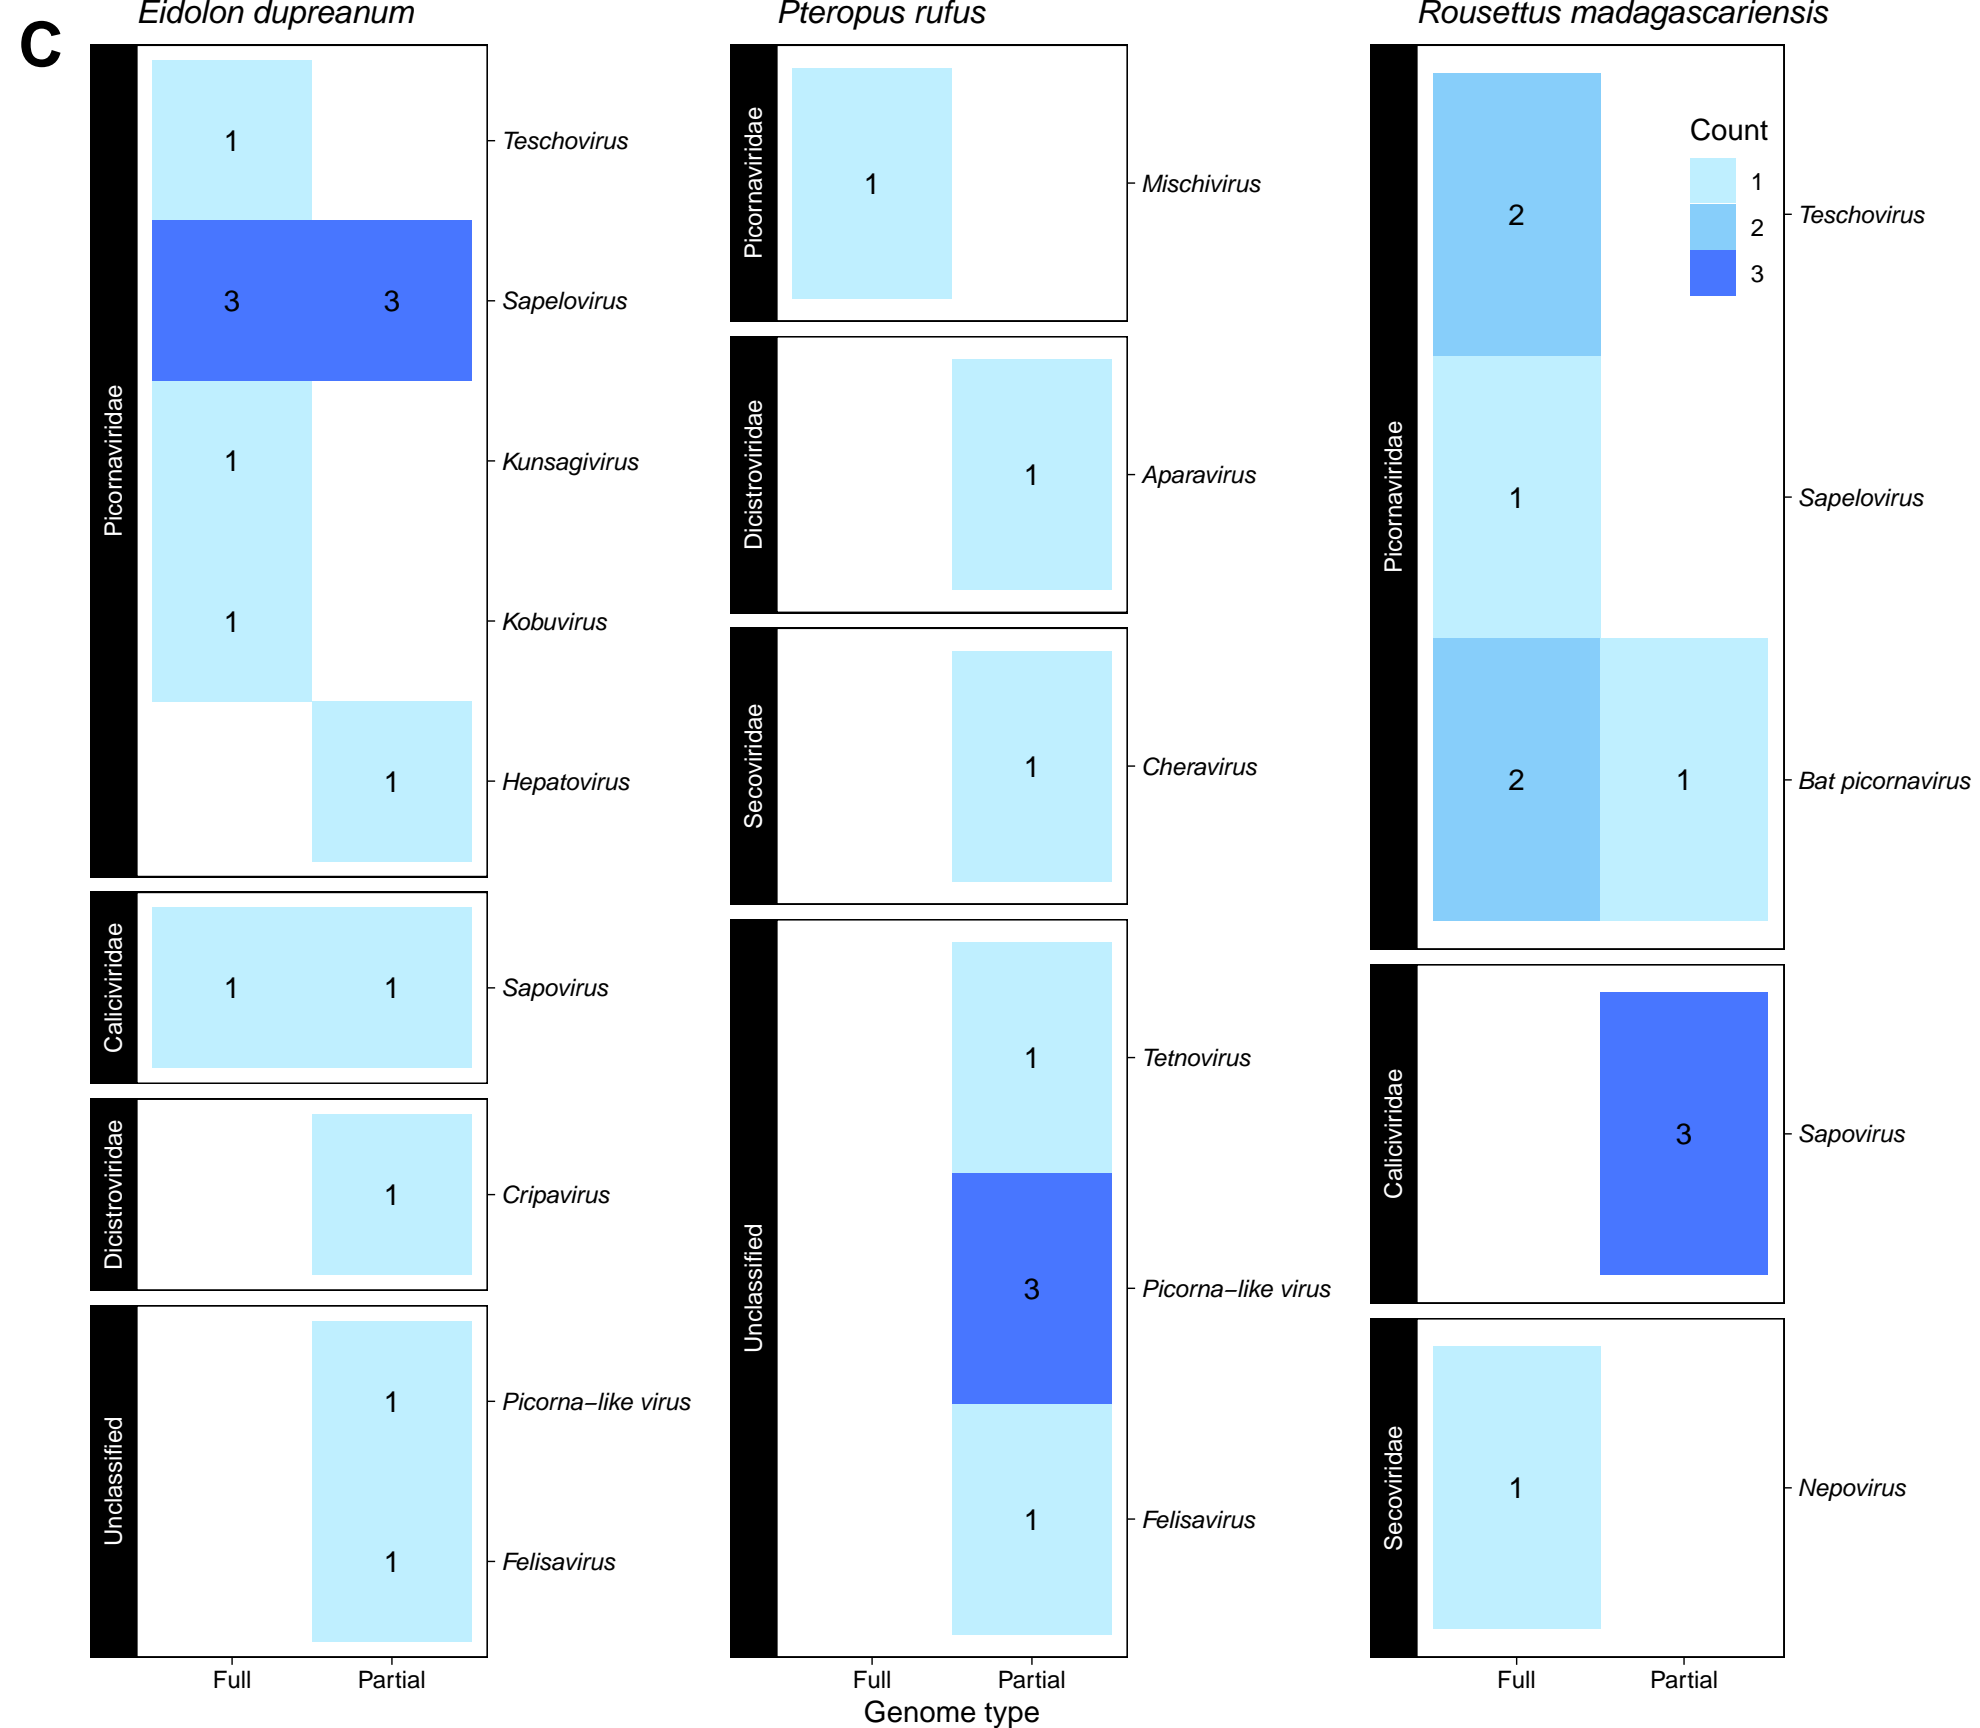 C
Eidolon dupreanum
Picornaviridae
1
Teschovirus
3 3
Sapelovirus
1
Kunsagivirus
1
Kobuvirus
1
Hepatovirus
Caliciviridae
1 1
Sapovirus
Dicistroviridae
1
Cripavirus
Unclassified
1
Picorna–like virus
1
Felisavirus
Full Partial
Pteropus rufus
Picornaviridae
1
Mischivirus
Dicistroviridae
1
Aparavirus
Secoviridae
1
Cheravirus
Unclassified
1
Tetnovirus
3
Picorna–like virus
1
Felisavirus
Full Partial
Genome type
Rousettus madagascariensis
Picornaviridae
Count
1
2
3
2
Teschovirus
1
Sapelovirus
2 1
Bat picornavirus
Caliciviridae
3
Sapovirus
Secoviridae
1
Nepovirus
Full Partial